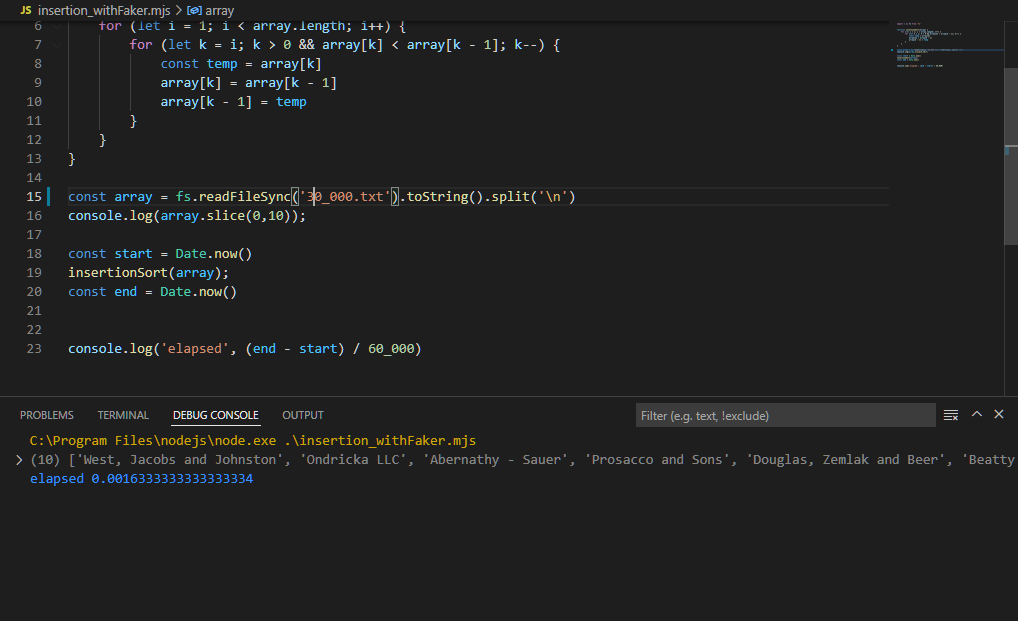 JS insertion_withFaker.mjs > array
6 for (let i = 1; i < array.length; i++) {
7 for (let k = i; k > 0 && array[k] < array[k - 1]; k--) {
8 const temp = array[k]
9 array[k] = array[k - 1]
10 array[k - 1] = temp
11 }
12 }
13 }
14
15 const array = fs.readFileSync('30_000.txt').toString().split('\n')
16 console.log(array.slice(0,10));
17
18 const start = Date.now()
19 insertionSort(array);
20 const end = Date.now()
21
22
23 console.log('elapsed', (end - start) / 60_000)
PROBLEMS TERMINAL DEBUG CONSOLE OUTPUT Filter (e.g. text, !exclude)
C:\Program Files\nodejs\node.exe .\insertion_withFaker.mjs
> (10) ['West, Jacobs and Johnston', 'Ondricka LLC', 'Abernathy - Sauer', 'Prosacco and Sons', 'Douglas, Zemlak and Beer', 'Beatty
elapsed 0.0016333333333333334